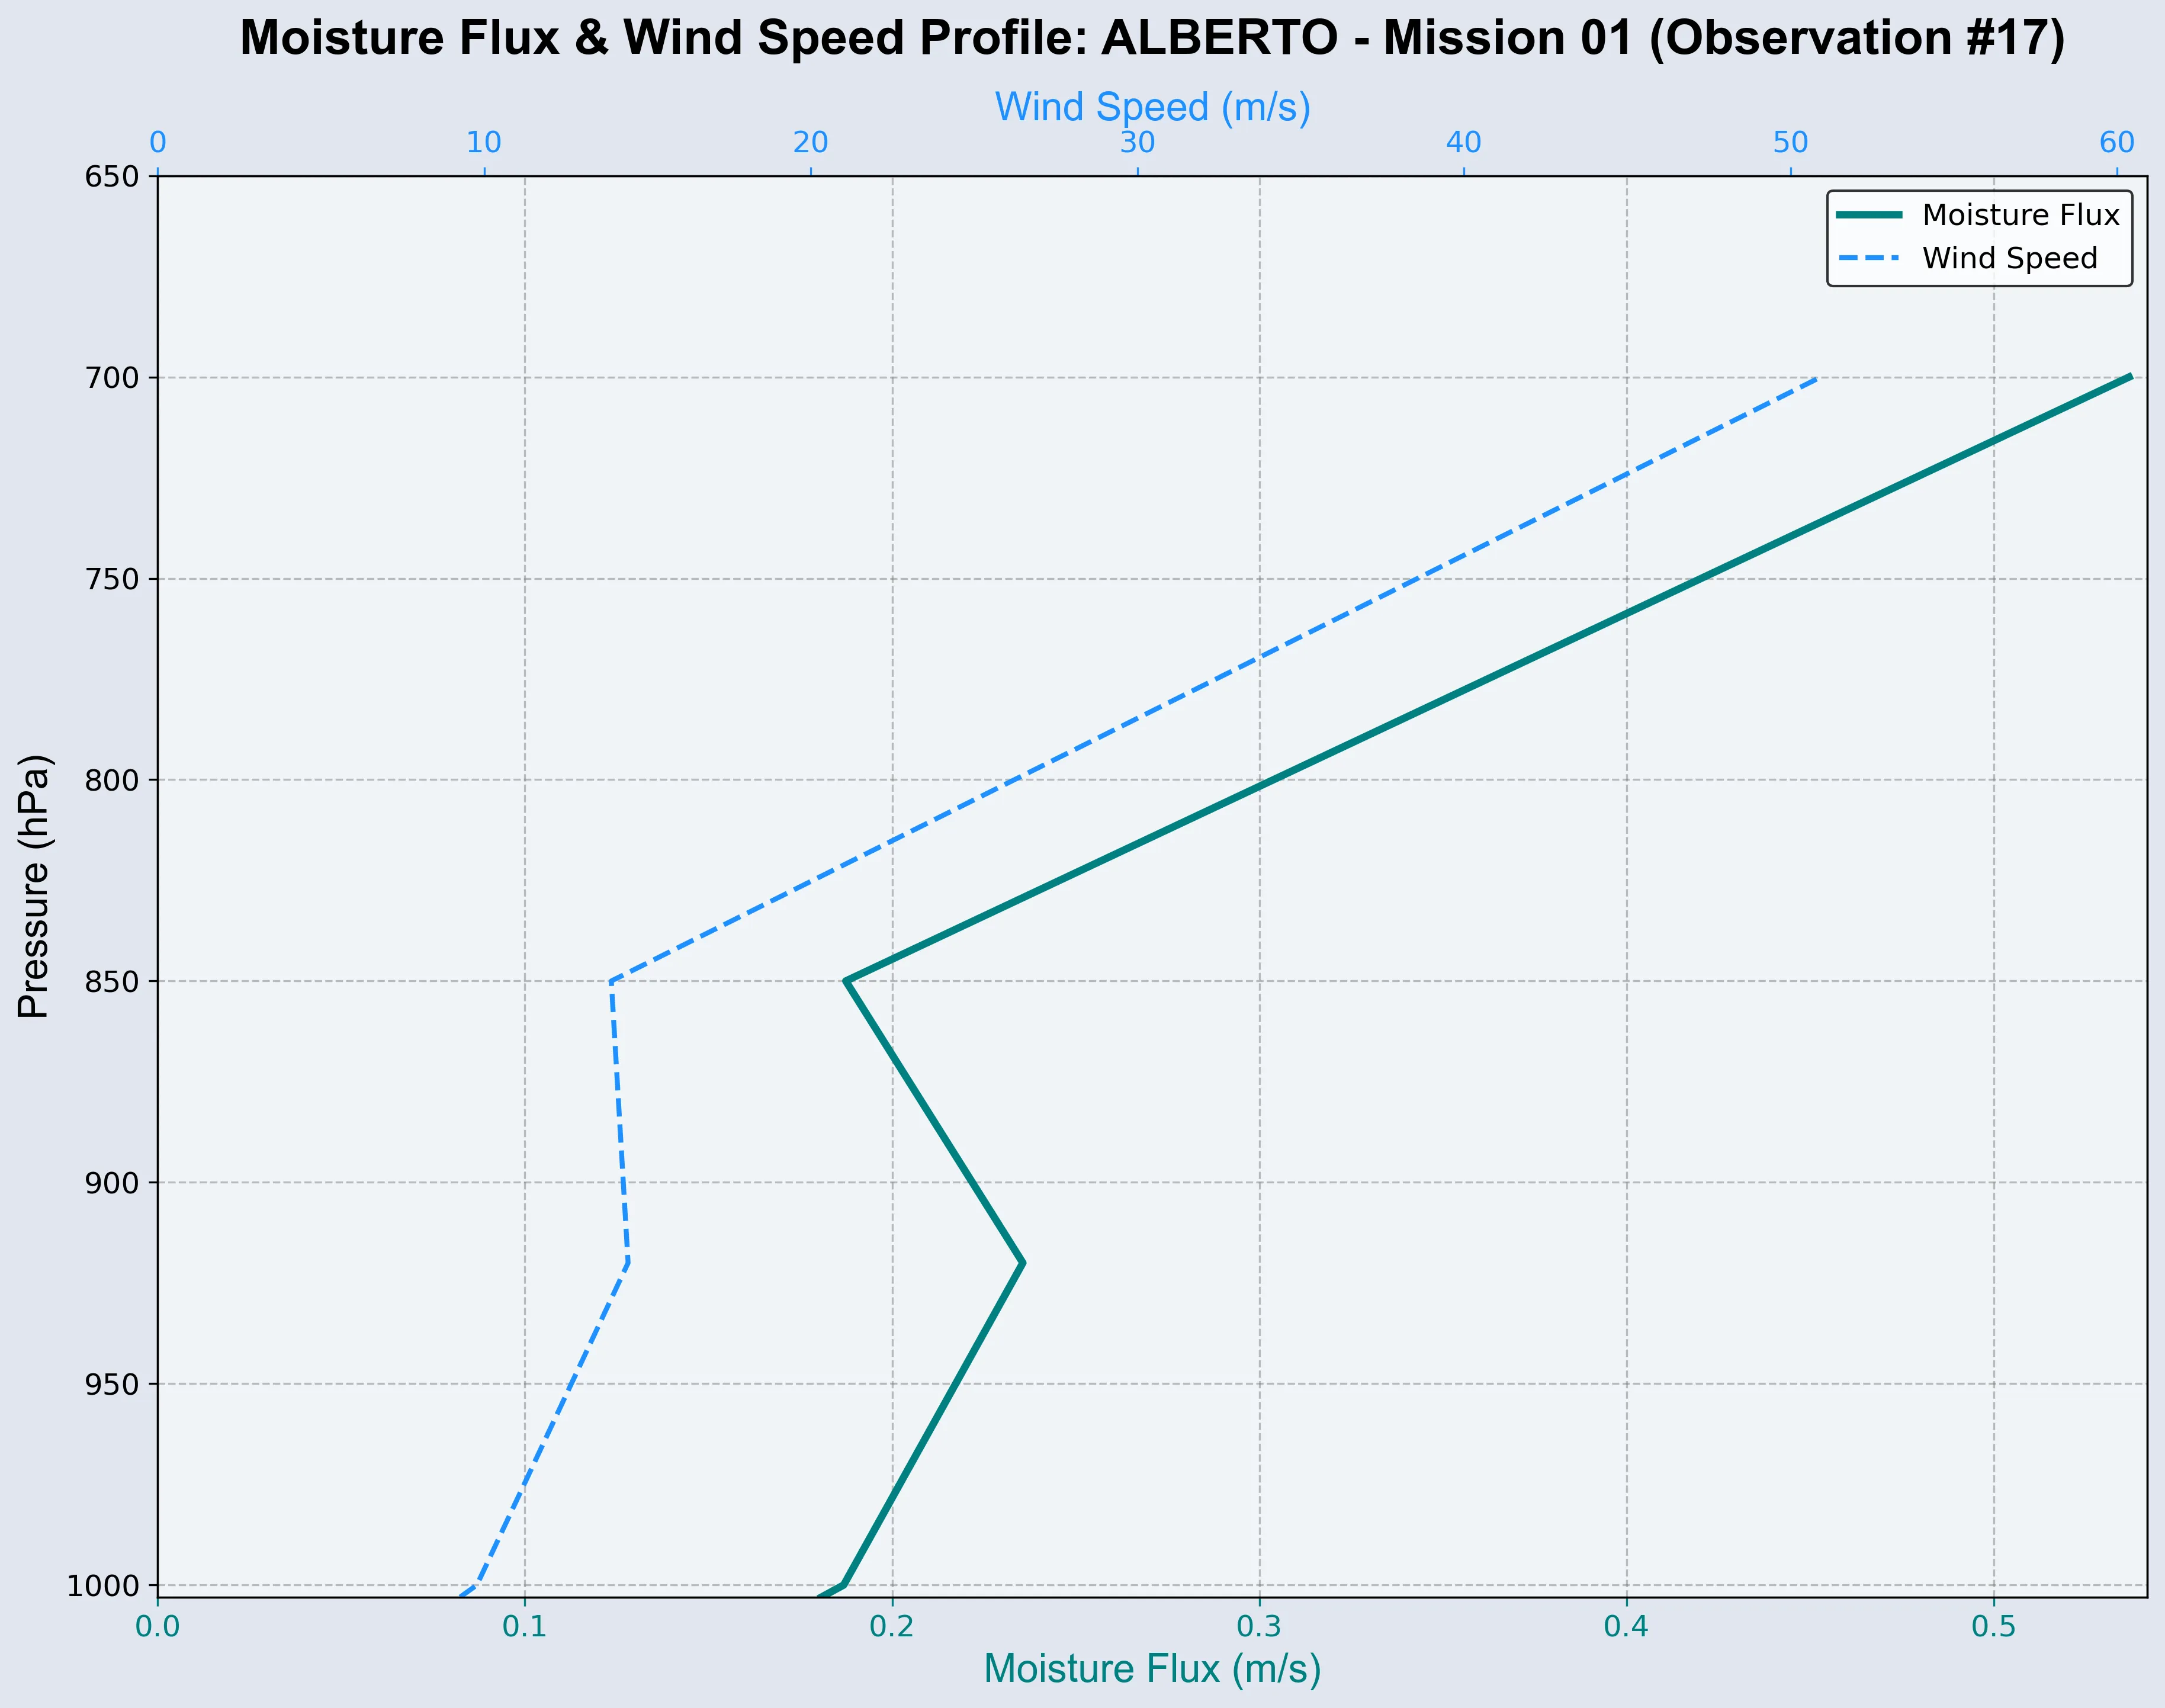 Moisture Flux & Wind Speed Profile: ALBERTO - Mission 01 (Observation #17)
Wind Speed (m/s)
0 10 20 30 40 50 60
Moisture Flux
Wind Speed
Pressure (hPa)
650
700
750
800
850
900
950
1000
0.0 0.1 0.2 0.3 0.4 0.5
Moisture Flux (m/s)